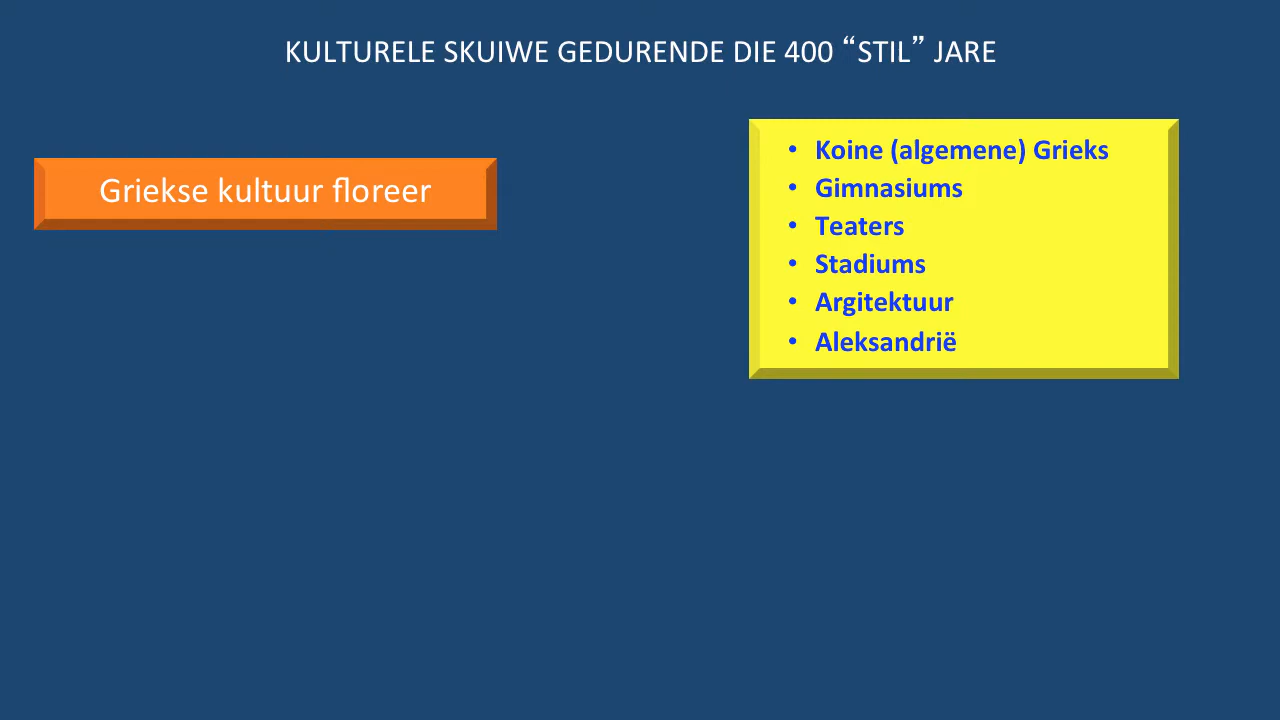 KULTURELE SKUIWE GEDURENDE DIE 400 “STIL” JARE
Griekse kultuur floreer
• Koine (algemene) Grieks
• Gimnasiums
• Teaters
• Stadiums
• Argitektuur
• Aleksandrië